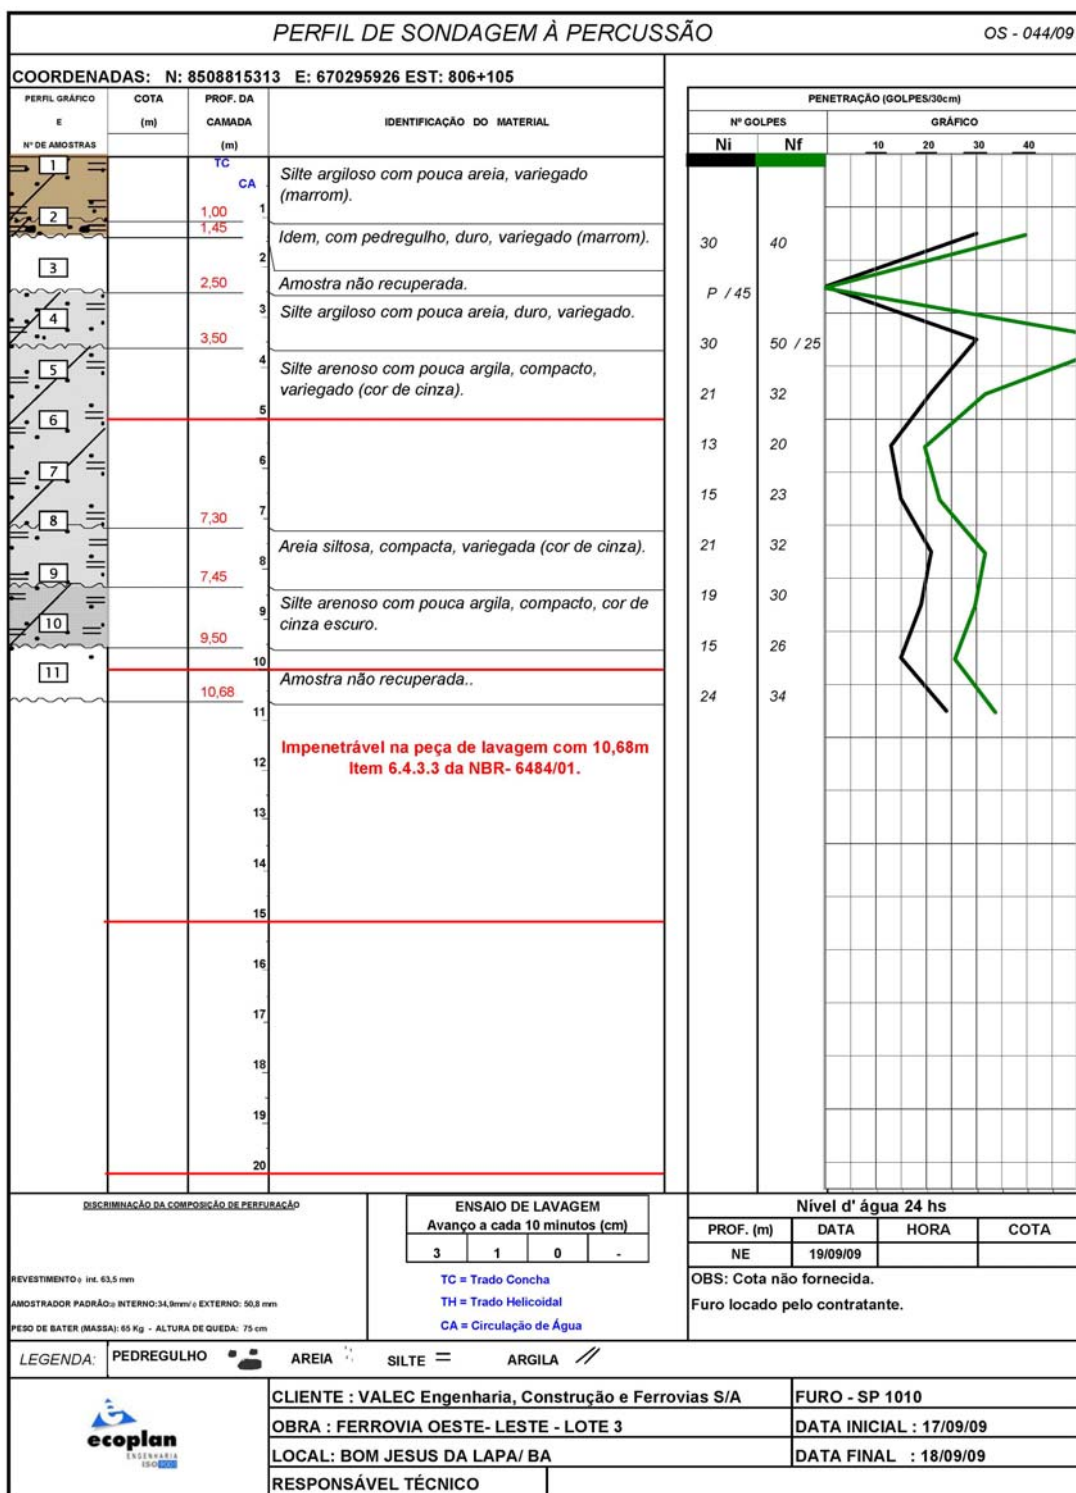 PERFIL DE SONDAGEM À PERCUSSÃO
OS - 044/09
COORDENADAS: N: 8508815313 E: 670295926 EST: 806+105
PERFIL GRÁFICO
E
Nº DE AMOSTRAS
COTA
(m)
PROF. DA
CAMADA
(m)
IDENTIFICAÇÃO DO MATERIAL
PENETRAÇÃO (GOLPES/30cm)
Nº GOLPES
GRÁFICO
Ni
Nf
10 20 30 40
TC
CA
1
2
3
4
5
6
7
8
9
10
11
1,00
1,45
2,50
3,50
7,30
7,45
9,50
10,68
1
2
3
4
5
6
7
8
9
10
11
12
13
14
15
16
17
18
19
20
Silte argiloso com pouca areia, variegado
(marrom).
Idem, com pedregulho, duro, variegado (marrom).
Amostra não recuperada.
Silte argiloso com pouca areia, duro, variegado.
Silte arenoso com pouca argila, compacto,
variegado (cor de cinza).
Areia siltosa, compacta, variegada (cor de cinza).
Silte arenoso com pouca argila, compacto, cor de
cinza escuro.
Amostra não recuperada..
Impenetrável na peça de lavagem com 10,68m
Item 6.4.3.3 da NBR- 6484/01.
30 40
P / 45
30 50 / 25
21 32
13 20
15 23
21 32
19 30
15 26
24 34
DISCRIMINAÇÃO DA COMPOSIÇÃO DE PERFURAÇÃO
REVESTIMENTO ϕ int. 63,5 mm
AMOSTRADOR PADRÃO:ϕ INTERNO:34,9mm/ϕ EXTERNO: 50,8 mm
PESO DE BATER (MASSA): 65 Kg - ALTURA DE QUEDA: 75 cm
ENSAIO DE LAVAGEM
Avanço a cada 10 minutos (cm)
3 1 0 -
TC = Trado Concha
TH = Trado Helicoidal
CA = Circulação de Água
Nível d' água 24 hs
PROF. (m) DATA HORA COTA
NE 19/09/09
OBS: Cota não fornecida.
Furo locado pelo contratante.
LEGENDA: PEDREGULHO AREIA SILTE ARGILA
ecoplan
ENGENHARIA
ISO 9001
CLIENTE : VALEC Engenharia, Construção e Ferrovias S/A
FURO - SP 1010
OBRA : FERROVIA OESTE- LESTE - LOTE 3
DATA INICIAL : 17/09/09
LOCAL: BOM JESUS DA LAPA/ BA
DATA FINAL : 18/09/09
RESPONSÁVEL TÉCNICO